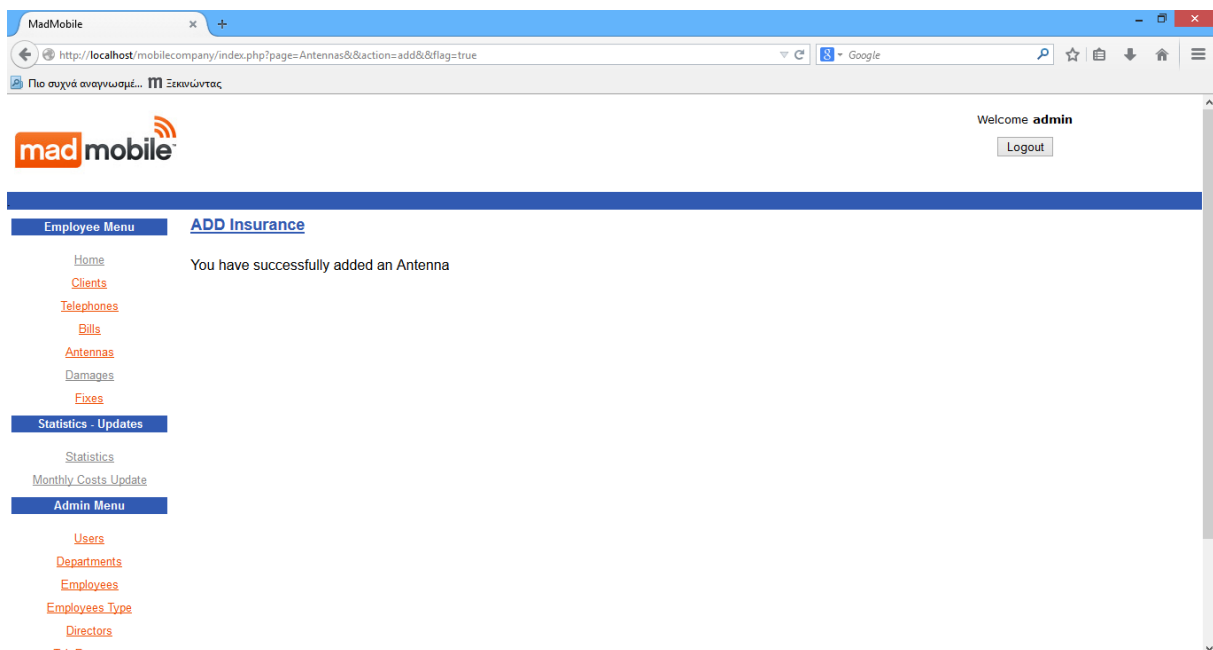 MadMobile
http://localhost/mobilecompany/index.php?page=Antennas&&action=add&&flag=true
8 Google
Πιο συχνά αναγνωσμέ... Ξεκινώντας
mad mobile
Welcome admin
Logout
Employee Menu
Home
Clients
Telephones
Bills
Antennas
Damages
Fixes
Statistics - Updates
Statistics
Monthly Costs Update
Admin Menu
Users
Departments
Employees
Employees Type
Directors
ADD Insurance
You have successfully added an Antenna